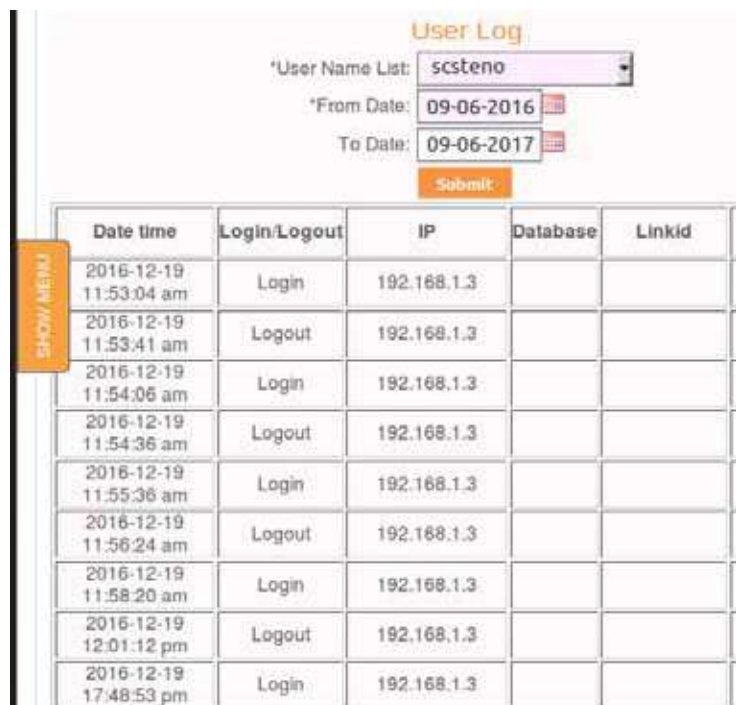 User Log
*User Name List: scsteno
*From Date: 09-06-2016
To Date: 09-06-2017
Submit
SHOW MENU
Date time Login/Logout IP Database Linkid
2016-12-19
11:53:04 am Login 192.168.1.3
2016-12-19
11:53:41 am Logout 192.168.1.3
2016-12-19
11:54:06 am Login 192.168.1.3
2016-12-19
11:54:36 am Logout 192.168.1.3
2016-12-19
11:55:36 am Login 192.168.1.3
2016-12-19
11:56:24 am Logout 192.168.1.3
2016-12-19
11:58:20 am Login 192.168.1.3
2016-12-19
12:01:12 pm Logout 192.168.1.3
2016-12-19
17:48:53 pm Login 192.168.1.3